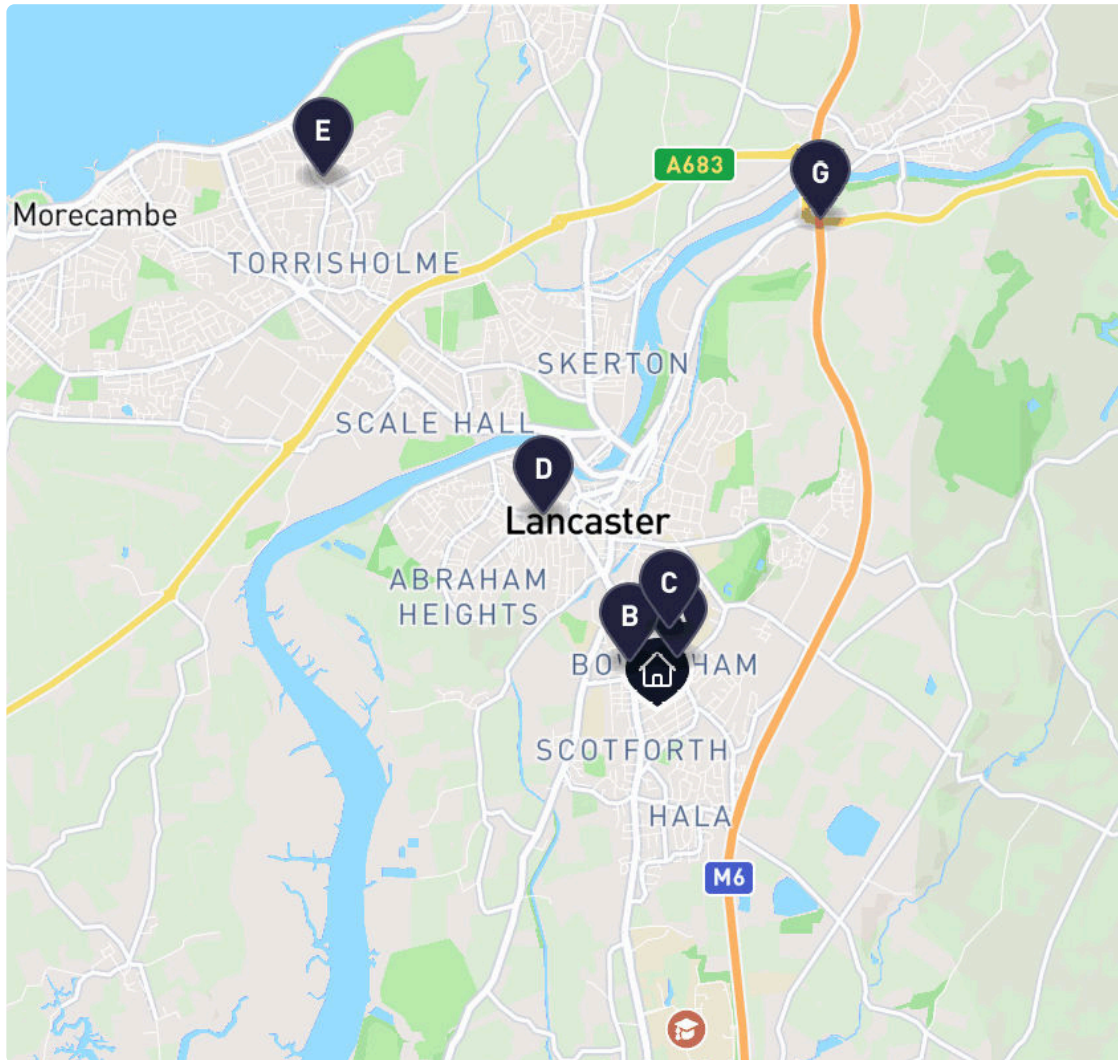 E
A683
G
Morecambe
TORRISHOLME
SKERTON
SCALE HALL
D
Lancaster
ABRAHAM
HEIGHTS
C
B
A
SCOTFORTH
HALA
M6